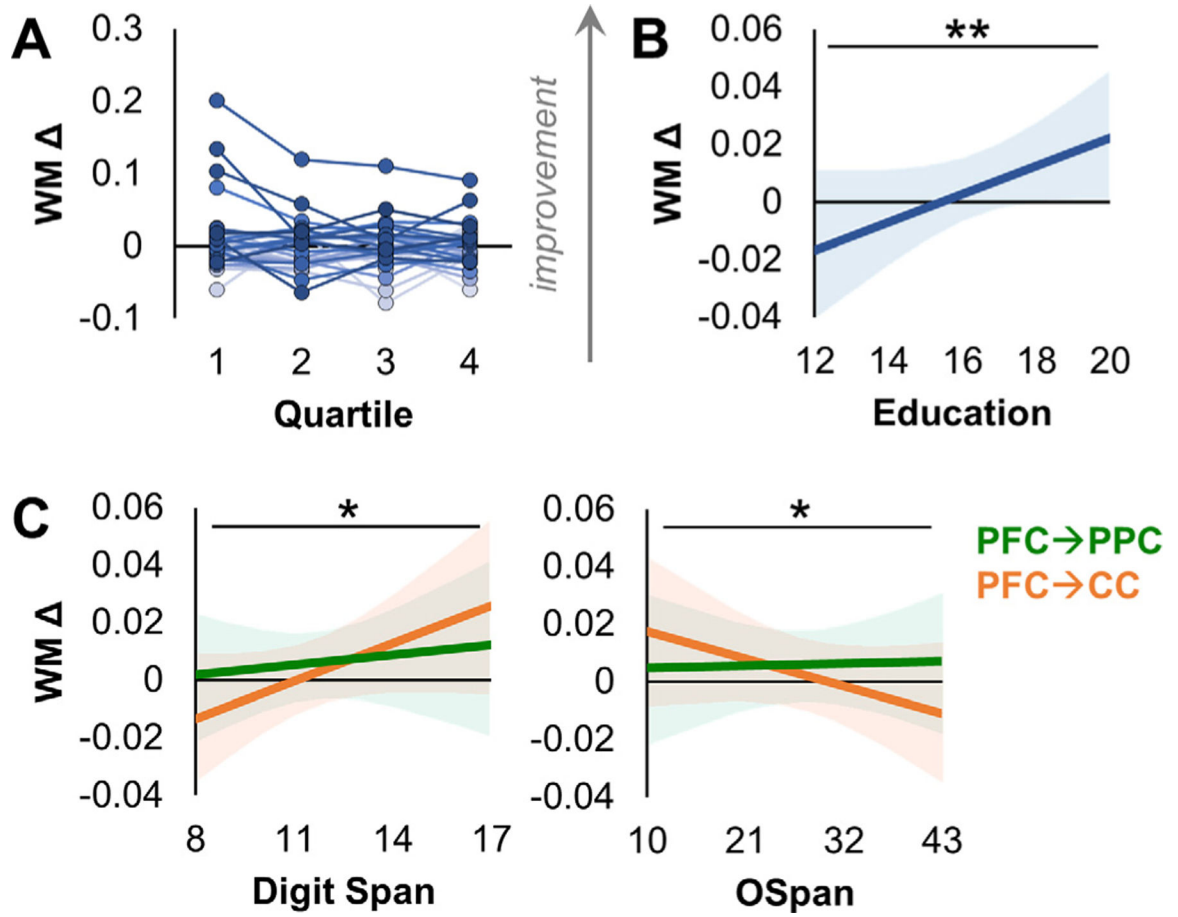 A
WM Δ
0.3
0.2
0.1
0
-0.1
1 2 3 4
Quartile
improvement
B
**
WM Δ
0.06
0.04
0.02
0
-0.02
-0.04
12 14 16 18 20
Education
C
*
WM Δ
0.06
0.04
0.02
0
-0.02
-0.04
8 11 14 17
Digit Span
*
0.06
0.04
0.02
0
-0.02
-0.04
10 21 32 43
OSpan
PFC→PPC
PFC→CC